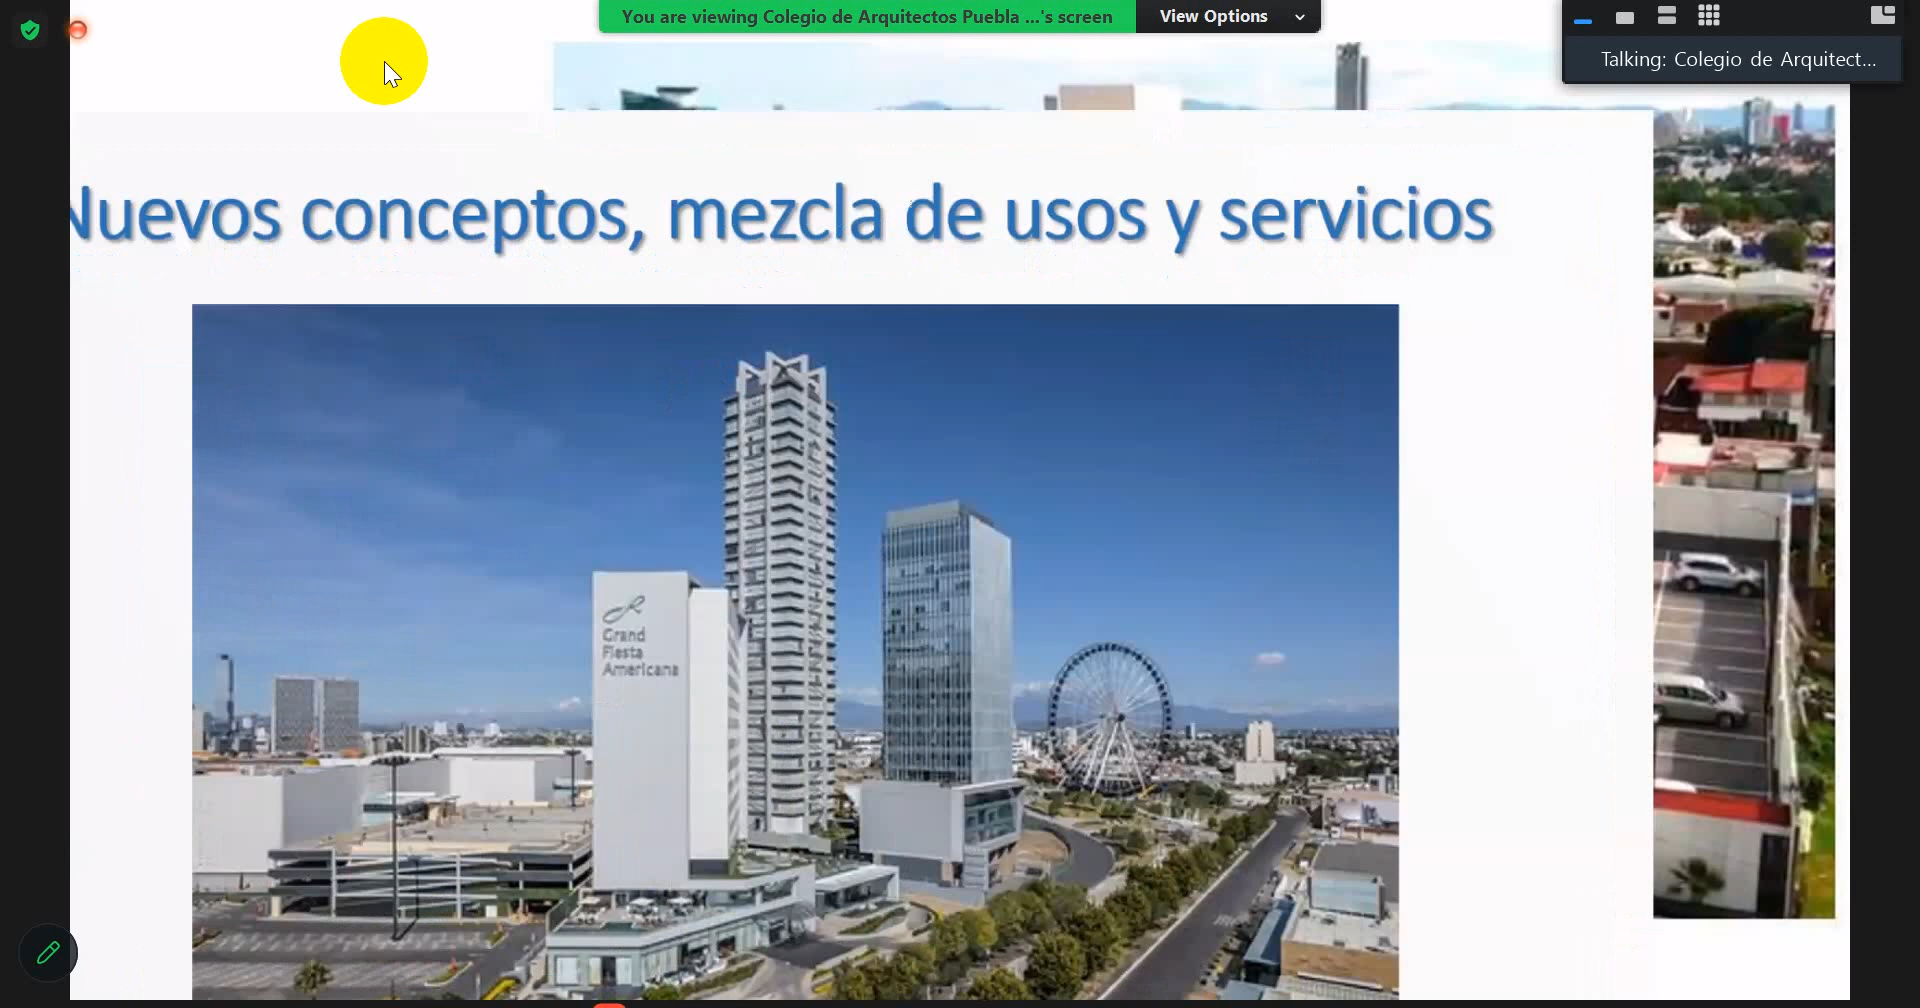 You are viewing Colegio de Arquitectos Puebla ...'s screen
View Options
Talking: Colegio de Arquitect...
Nuevos conceptos, mezcla de usos y servicios
Grand
Fiesta
Americana